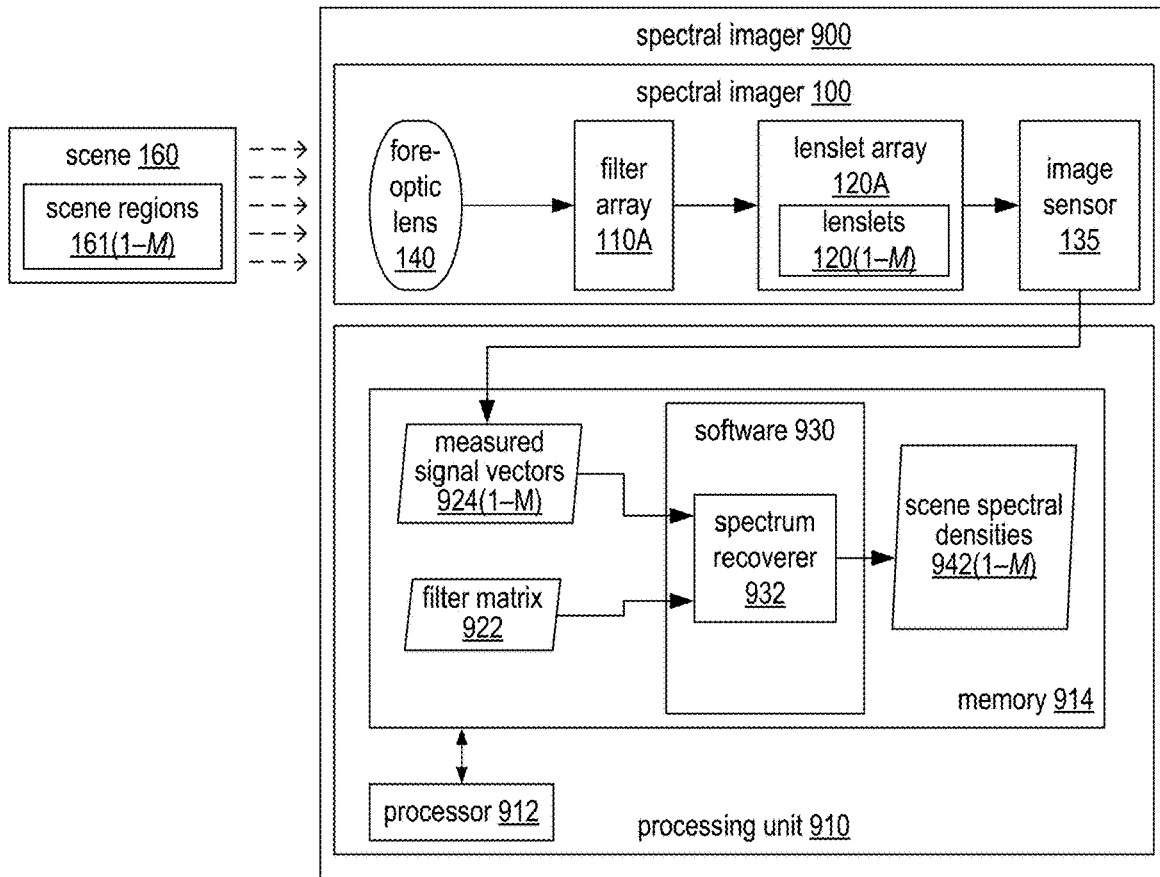 spectral imager 900
spectral imager 100
scene 160
scene regions
161(1–M)
fore-
optic
lens
140
filter
array
110A
lenslet array
120A
lenslets
120(1–M)
image
sensor
135
measured
signal vectors
924(1–M)
filter matrix
922
software 930
spectrum
recoverer
932
scene spectral
densities
942(1–M)
memory 914
processor 912
processing unit 910